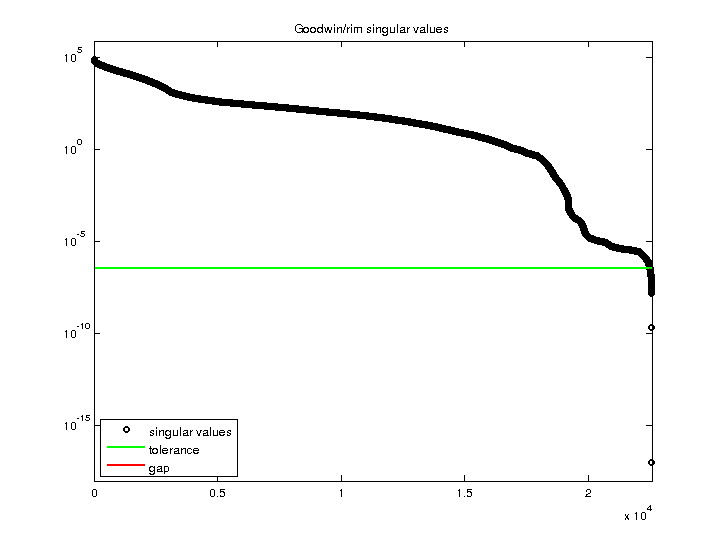 Goodwin/rim singular values
10^5
10^0
10^-5
10^-10
10^-15
singular values
tolerance
gap
0 0.5 1 1.5 2
x 10^4